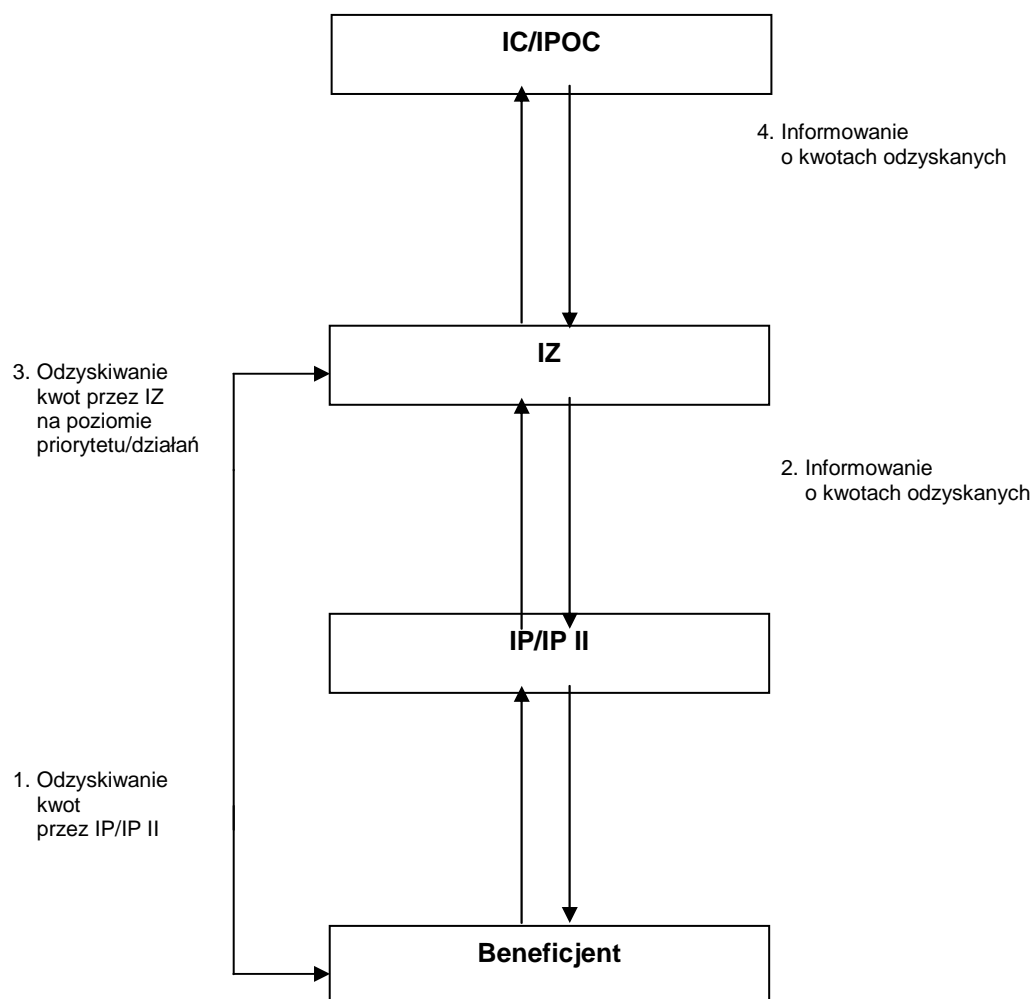 IC/IPOC
4. Informowanie
o kwotach odzyskanych
IZ
3. Odzyskiwanie
kwot przez IZ
na poziomie
priorytetu/działań
2. Informowanie
o kwotach odzyskanych
IP/IP II
1. Odzyskiwanie
kwot
przez IP/IP II
Beneficjent